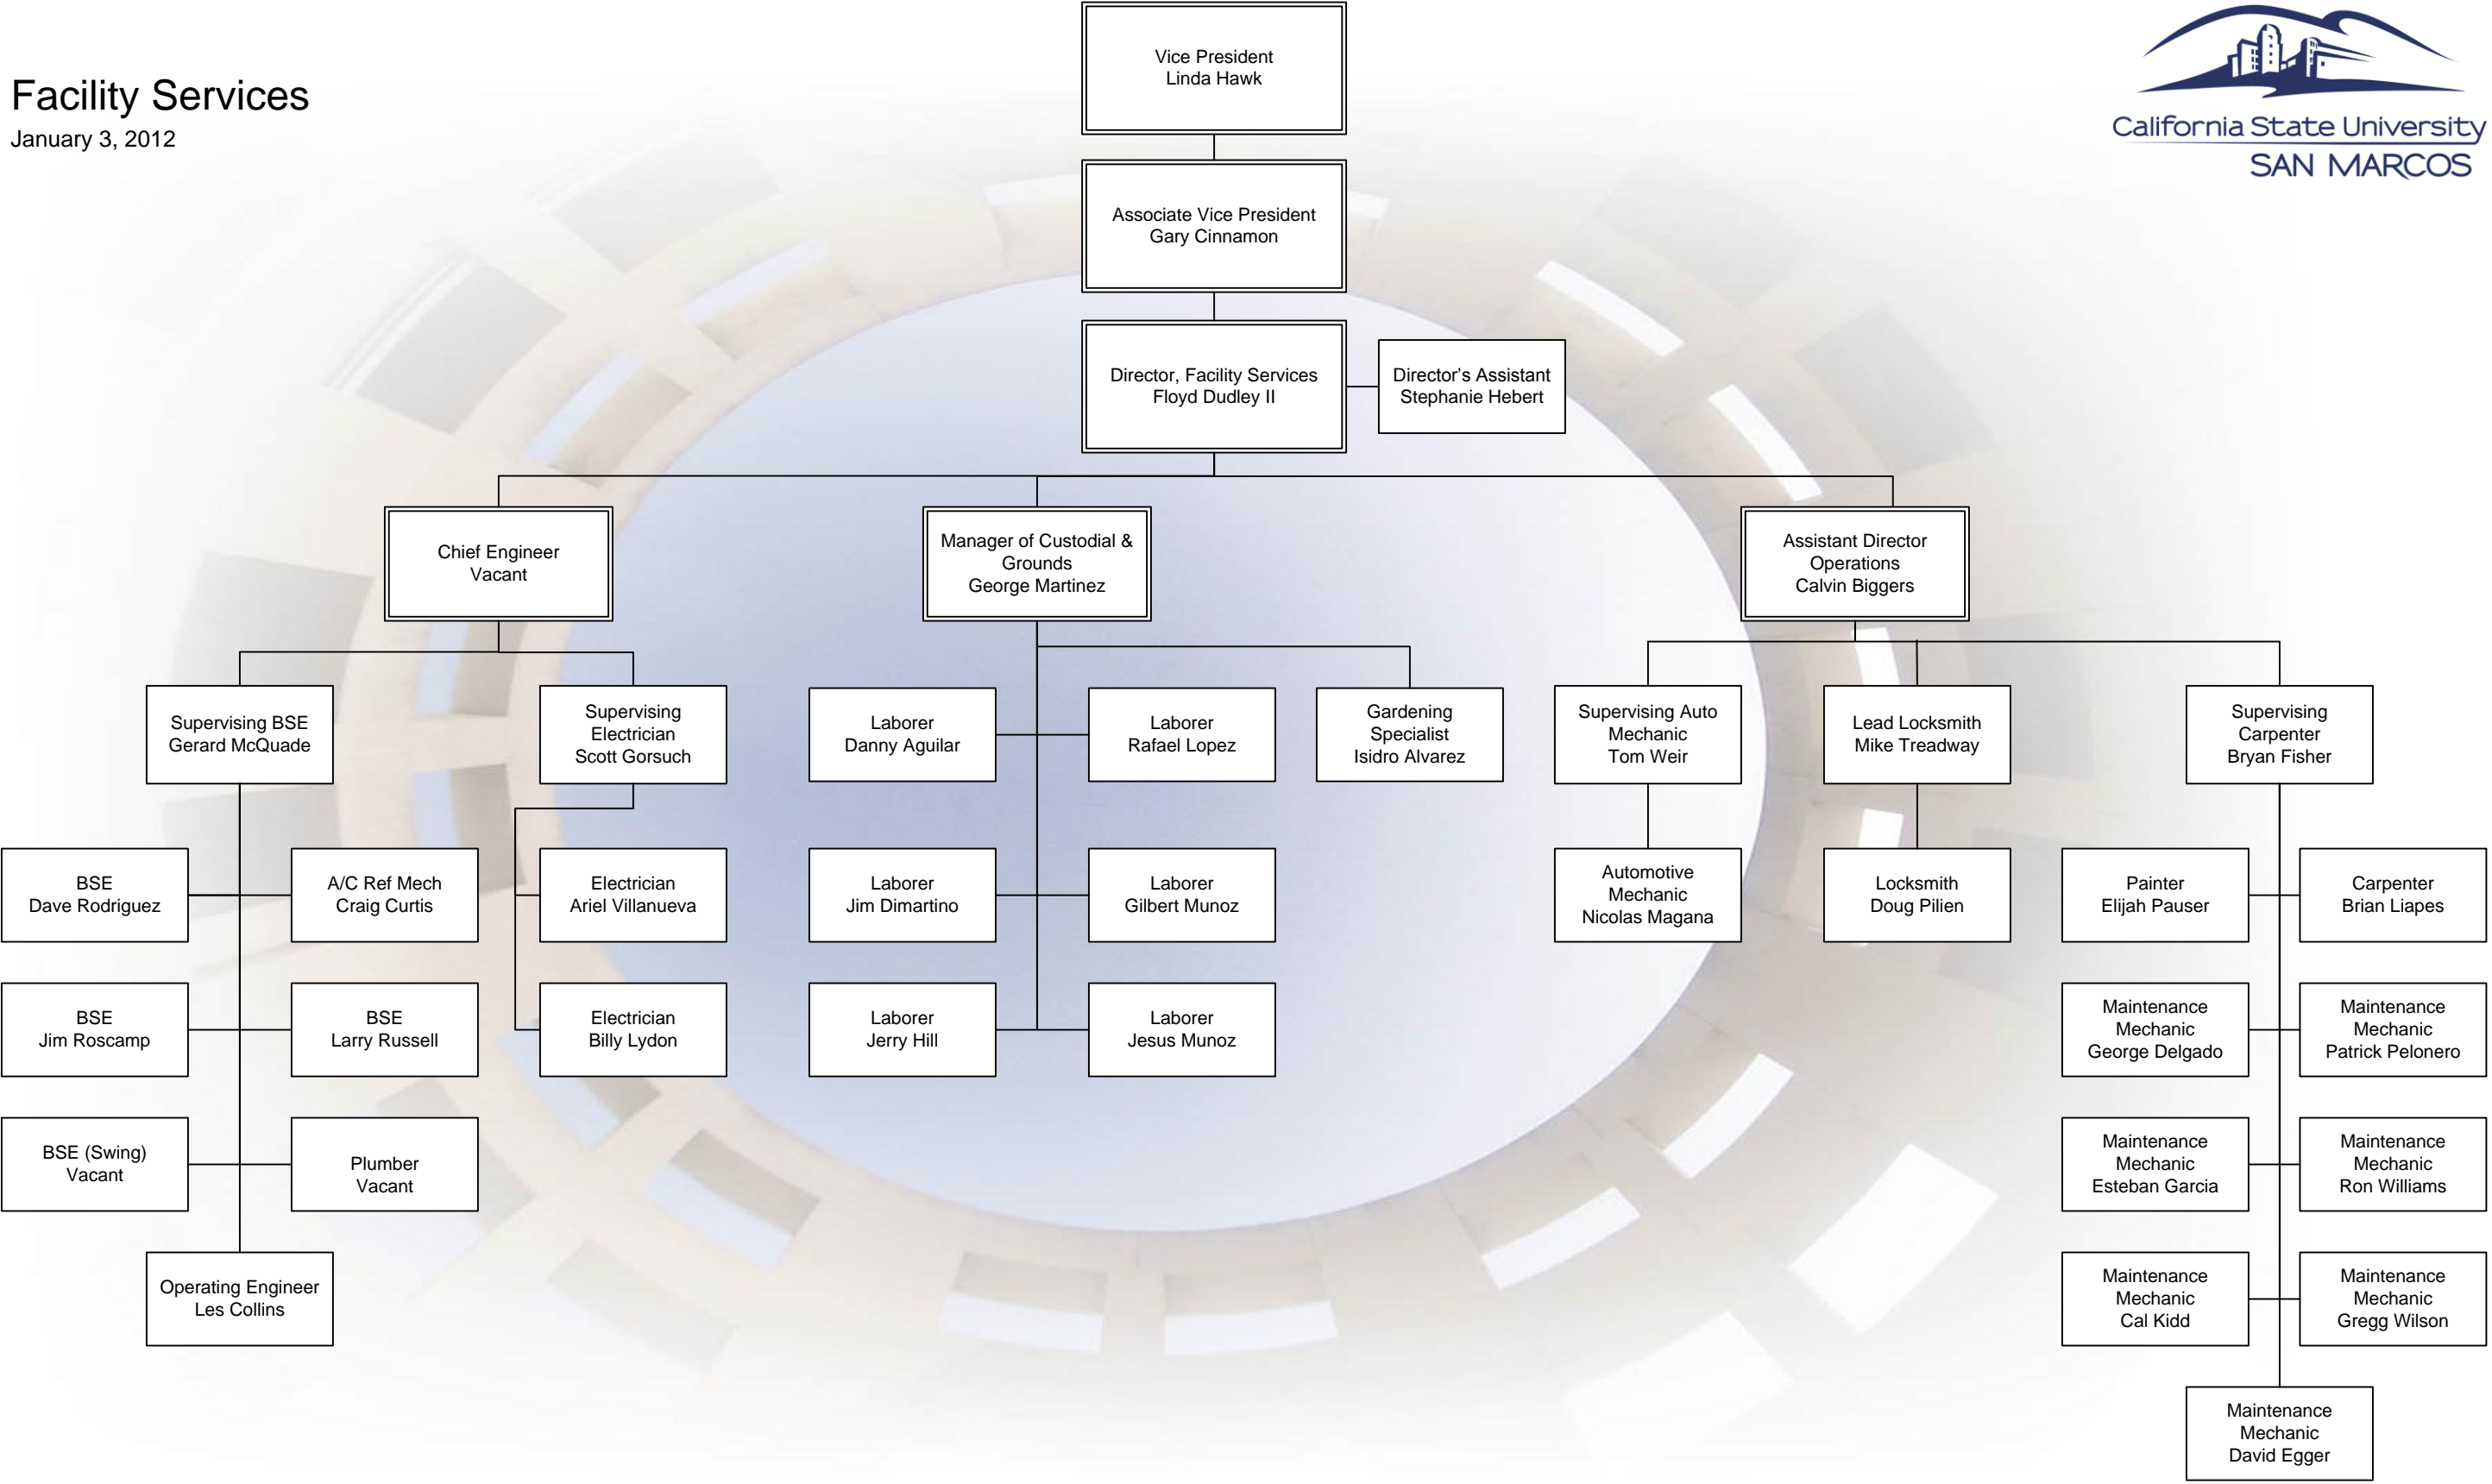 Facility Services
January 3, 2012
California State University
SAN MARCOS
Vice President
Linda Hawk
Associate Vice President
Gary Cinnamon
Director, Facility Services
Floyd Dudley II
Director’s Assistant
Stephanie Hebert
Chief Engineer
Vacant
Manager of Custodial &
Grounds
George Martinez
Assistant Director
Operations
Calvin Biggers
Supervising BSE
Gerard McQuade
Supervising
Electrician
Scott Gorsuch
Laborer
Danny Aguilar
Laborer
Rafael Lopez
Gardening
Specialist
Isidro Alvarez
Supervising Auto
Mechanic
Tom Weir
Lead Locksmith
Mike Treadway
Supervising
Carpenter
Bryan Fisher
BSE
Dave Rodriguez
A/C Ref Mech
Craig Curtis
Electrician
Ariel Villanueva
Laborer
Jim Dimartino
Laborer
Gilbert Munoz
Automotive
Mechanic
Nicolas Magana
Locksmith
Doug Pilien
Painter
Elijah Pauser
Carpenter
Brian Liapes
BSE
Jim Roscamp
BSE
Larry Russell
Electrician
Billy Lydon
Laborer
Jerry Hill
Laborer
Jesus Munoz
Maintenance
Mechanic
George Delgado
Maintenance
Mechanic
Patrick Pelonero
BSE (Swing)
Vacant
Plumber
Vacant
Maintenance
Mechanic
Esteban Garcia
Maintenance
Mechanic
Ron Williams
Operating Engineer
Les Collins
Maintenance
Mechanic
Cal Kidd
Maintenance
Mechanic
Gregg Wilson
Maintenance
Mechanic
David Egger